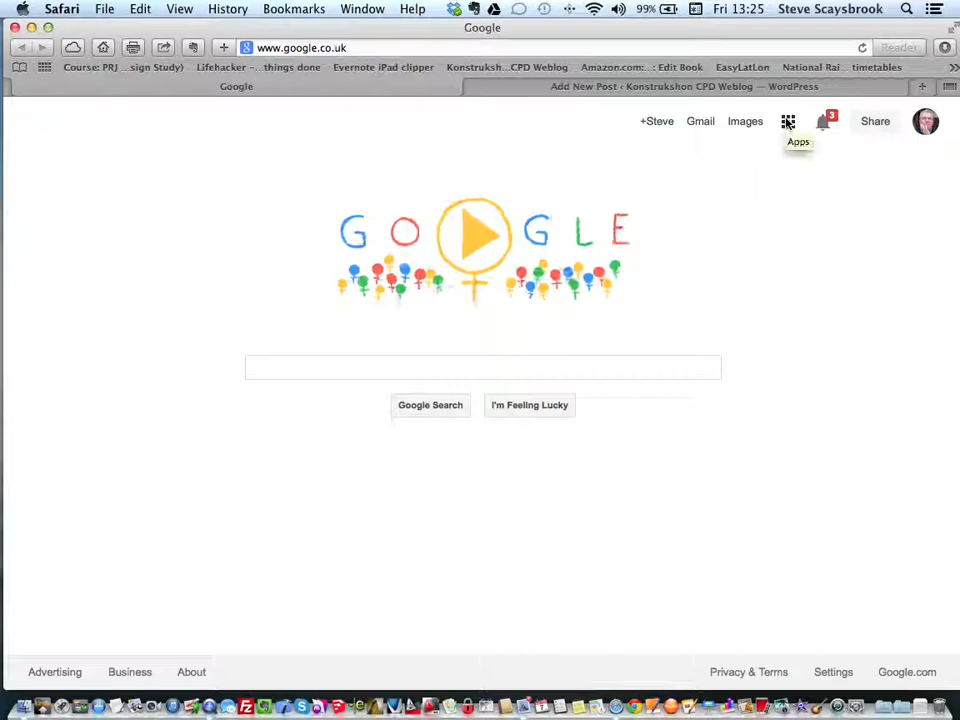 Safari File Edit View History Bookmarks Window Help 99% Fri 13:25 Steve Scaysbrook
Google
www.google.co.uk Reader
Course: PRJ ...sign Study) Lifehacker -...things done Evernote iPad clipper Konstruksh...CPD Weblog Amazon.com:...: Edit Book EasyLatLon National Rai... timetables
Google Add New Post ‹ Konstrukshon CPD Weblog — WordPress
+Steve Gmail Images 3 Share
Apps
GO GLE
Google Search I'm Feeling Lucky
Advertising Business About Privacy & Terms Settings Google.com